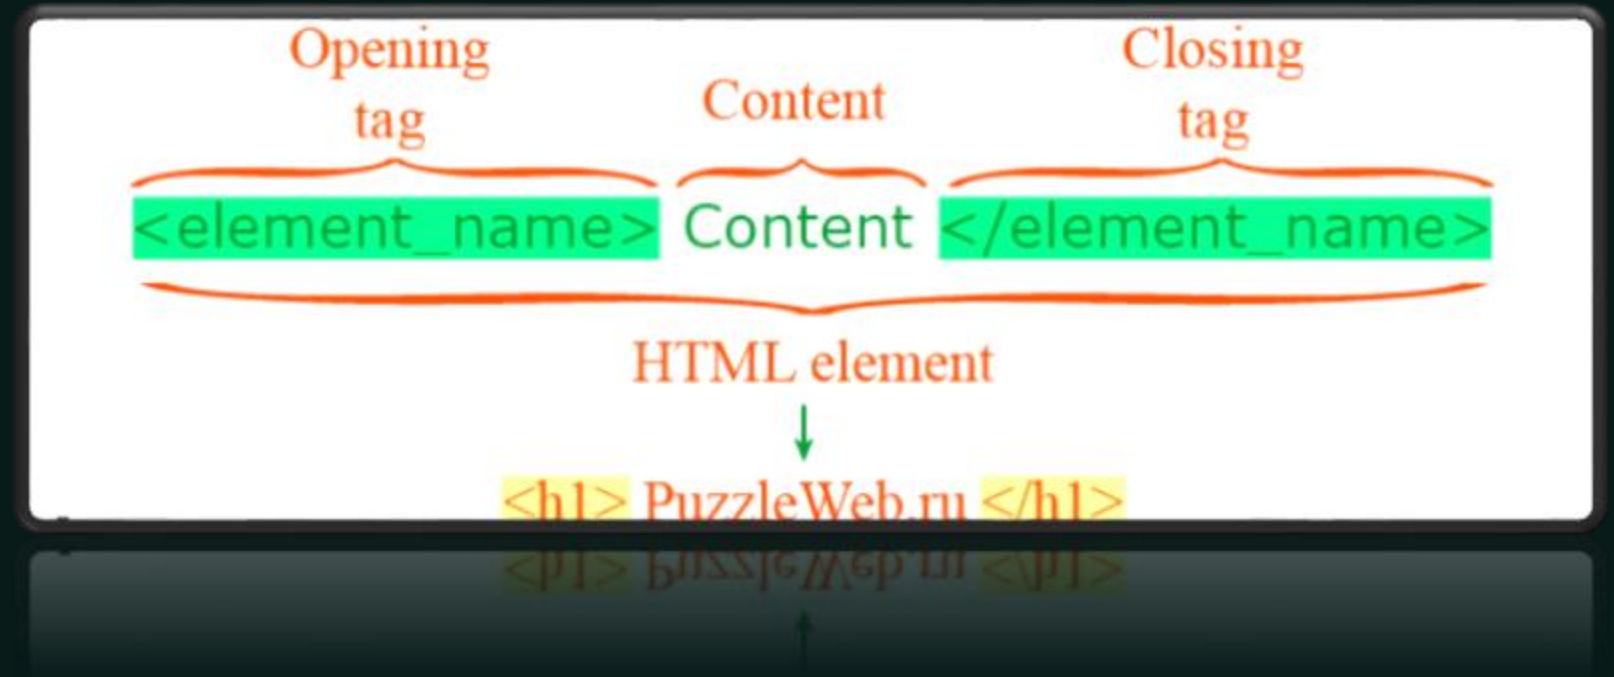 Opening
tag
Content
Closing
tag
<element_name> Content </element_name>
HTML element
<h1> PuzzleWeb.ru </h1>